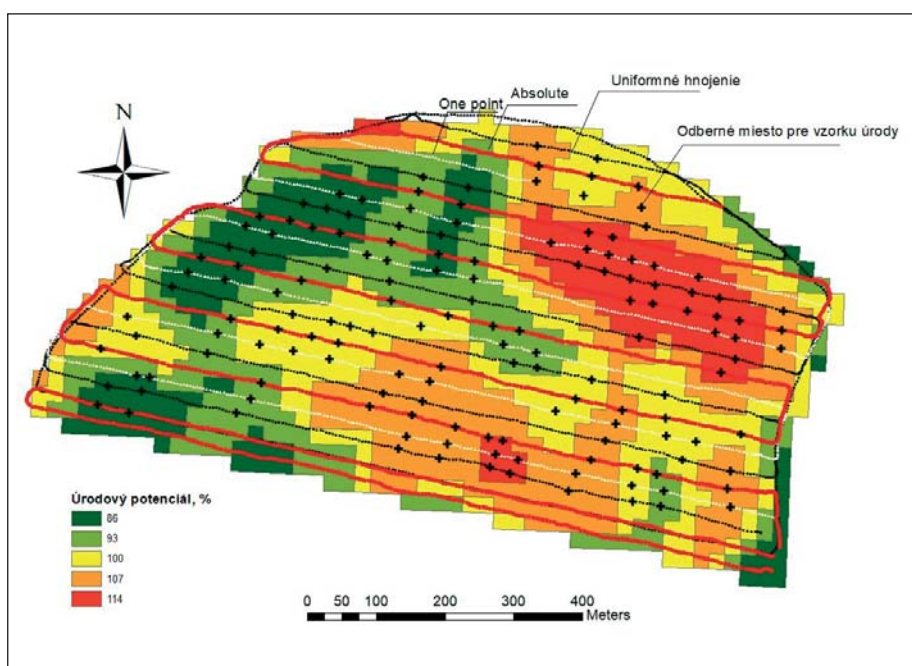 Uniformné hnojenie
Absolute
One point
Odberné miesto pre vzorku úrody
N
Úrodový potenciál, %
86
93
100
107
114
0 50 100 200 300 400
Meters